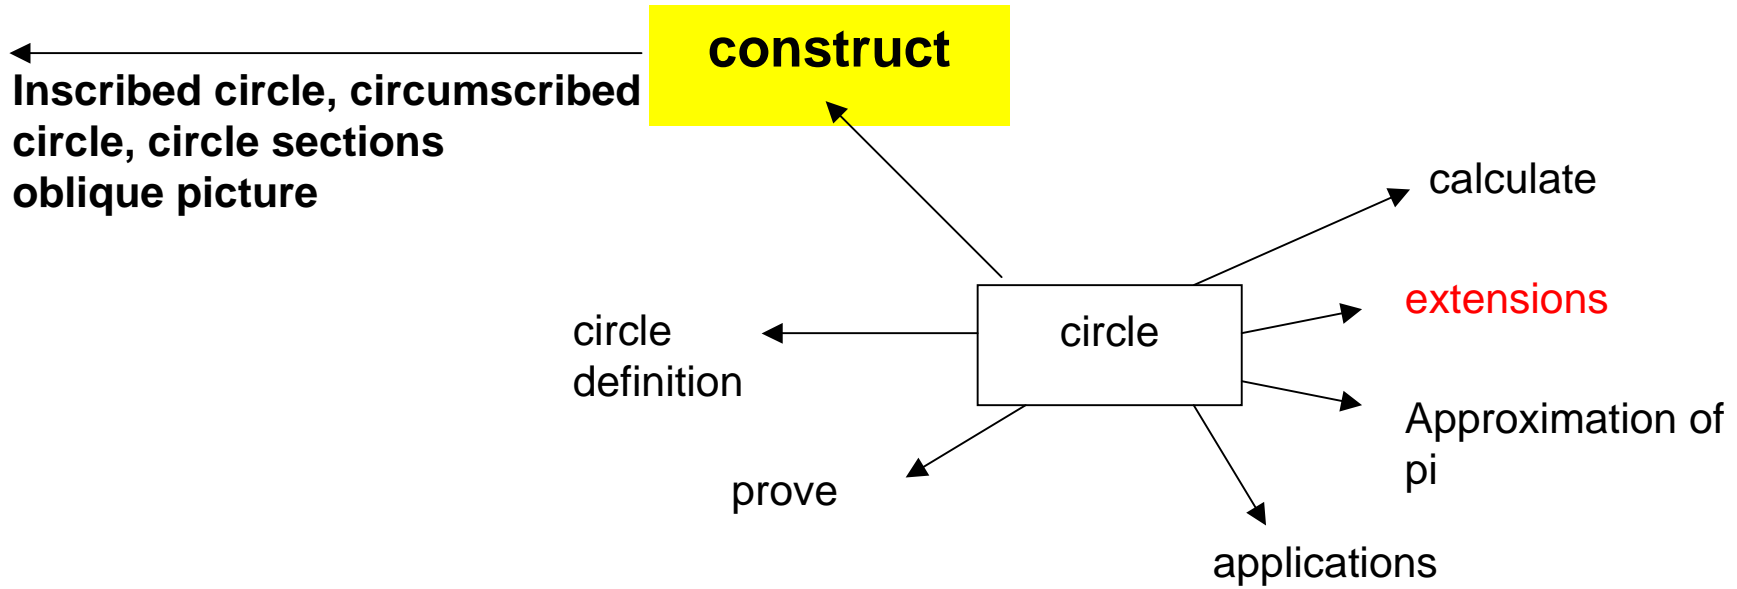 construct
Inscribed circle, circumscribed
circle, circle sections
oblique picture
calculate
extensions
circle
circle
definition
Approximation of
pi
prove
applications